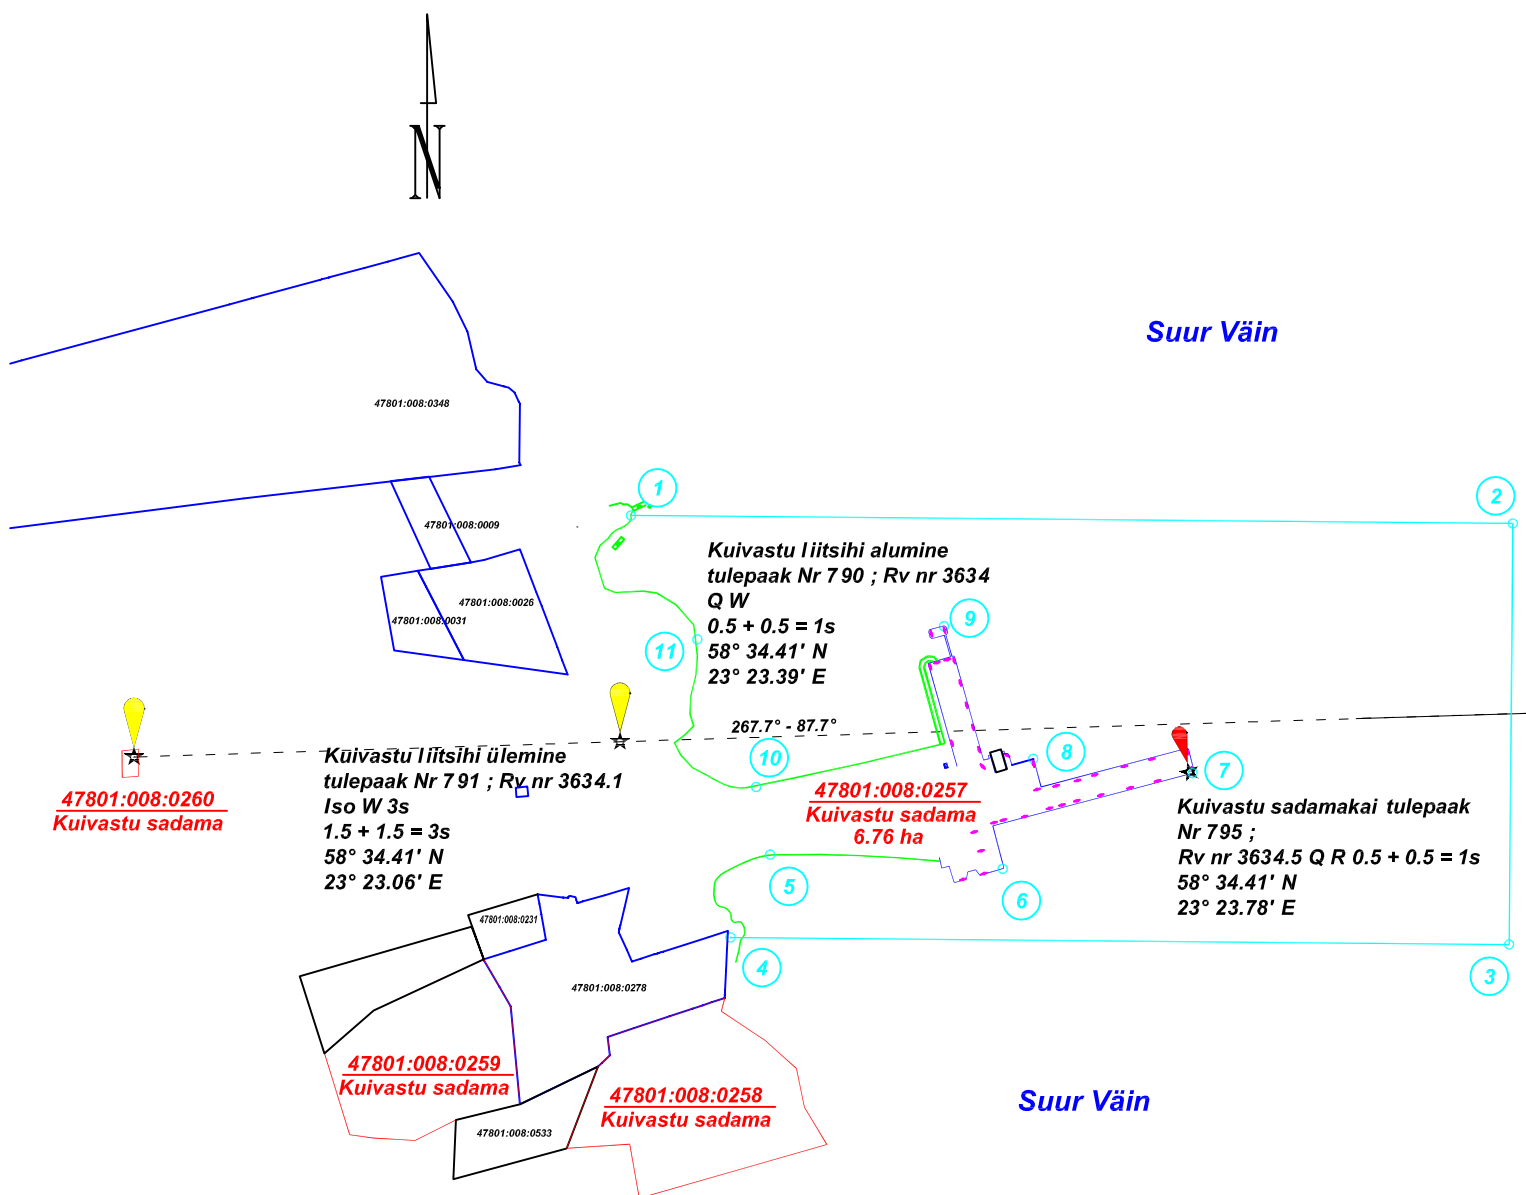 N
Suur Väin
47801:008:0348
1
2
47801:008:0009
Kuivastu liitsihi alumine
tulepaak Nr 790 ; Rv nr 3634
Q W
0.5 + 0.5 = 1s
58° 34.41' N
23° 23.39' E
47801:008:0026
47801:008:0031
9
11
267.7° - 87.7°
8
10
7
Kuivastu liitsihi ülemine
tulepaak Nr 791 ; Rv nr 3634.1
Iso W 3s
1.5 + 1.5 = 3s
58° 34.41' N
23° 23.06' E
47801:008:0260
Kuivastu sadama
47801:008:0257
Kuivastu sadama
6.76 ha
Kuivastu sadamakai tulepaak
Nr 795 ;
Rv nr 3634.5 Q R 0.5 + 0.5 = 1s
58° 34.41' N
23° 23.78' E
5
6
47801:008:0231
4
3
47801:008:0278
47801:008:0259
Kuivastu sadama
47801:008:0258
Kuivastu sadama
Suur Väin
47801:008:0533